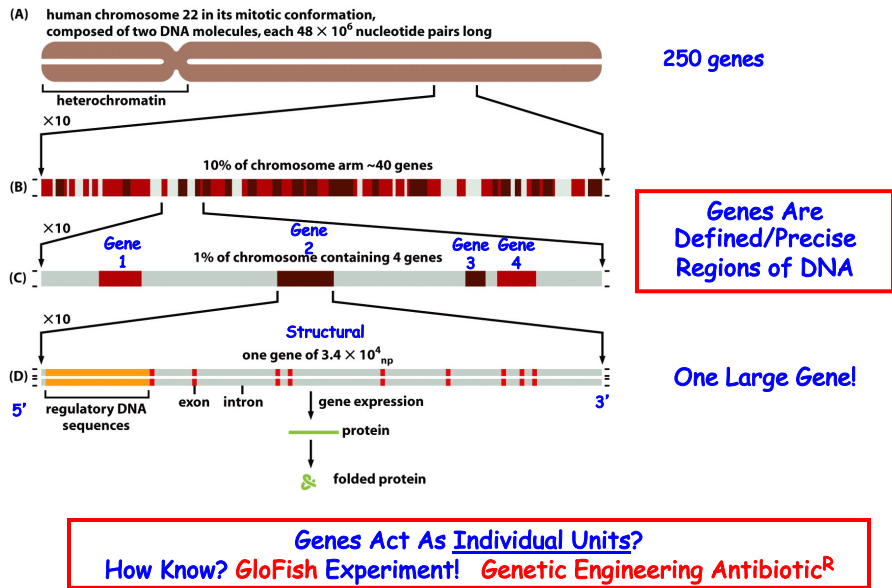 (A) human chromosome 22 in its mitotic conformation,
composed of two DNA molecules, each 48 × 10⁶ nucleotide pairs long
250 genes
heterochromatin
×10
10% of chromosome arm ~40 genes
(B)
×10
Genes Are
Defined/Precise
Regions of DNA
Gene
1
Gene
2
Gene
3
Gene
4
1% of chromosome containing 4 genes
(C)
×10
Structural
one gene of 3.4 × 10⁴ np
(D)
One Large Gene!
5'
regulatory DNA
sequences
exon
intron
gene expression
3'
protein
folded protein
Genes Act As Individual Units?
How Know? GloFish Experiment! Genetic Engineering Antibioticᴿ